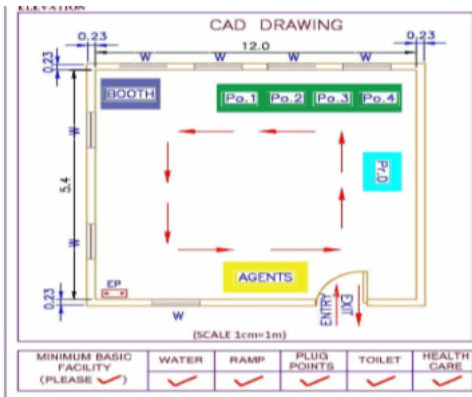 ELEVATION
CAD DRAWING
0.23 12.0 0.23
0.23 W W W W
BOOTH Po.1 Po.2 Po.3 Po.4
W
Pr.O
5.4
W
EP AGENTS
0.23 ENTRY EXIT
W
(SCALE 1cm=1m)
MINIMUM BASIC FACILITY WATER RAMP PLUG POINTS TOILET HEALTH CARE
(PLEASE ✓) ✓ ✓ ✓ ✓ ✓